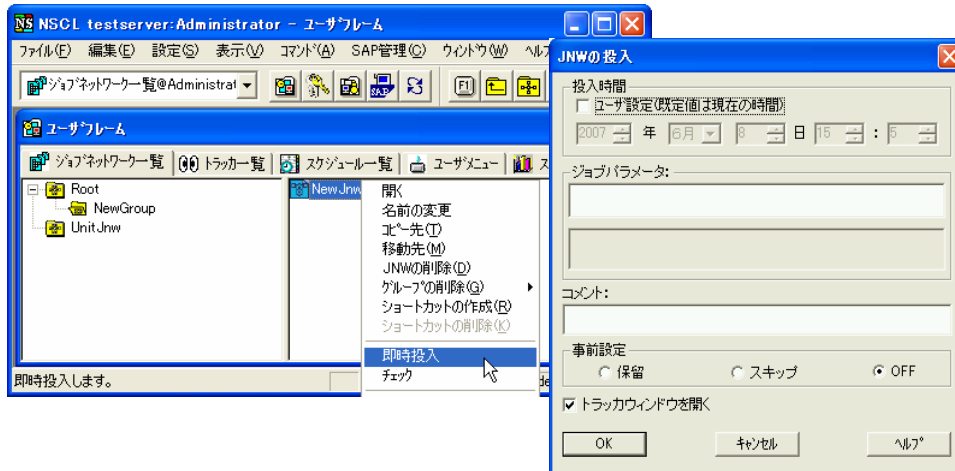 NS NSCL testserver:Administrator - ユーザフレーム
ファイル(F) 編集(E) 設定(S) 表示(V) コマンド(A) SAP管理(C) ウィンドウ(W) ヘル
ジョブネットワーク一覧@Administrat
SAP
F1
ユーザフレーム
ジョブネットワーク一覧 トラッカ一覧 スケジュール一覧 ユーザメニュー ス
Root
NewGroup
UnitJnw
NewJnw
開く
名前の変更
コピー先(T)
移動先(M)
JNWの削除(D)
グループの削除(G)
ショートカットの作成(R)
ショートカットの削除(K)
即時投入
チェック
即時投入します。
de
JNWの投入
投入時間
ユーザ設定(既定値は現在の時間)
2007 年 6月 8 日 15 : 5
ジョブパラメータ:
コメント:
事前設定
保留 スキップ OFF
トラッカウィンドウを開く
OK キャンセル ヘルプ